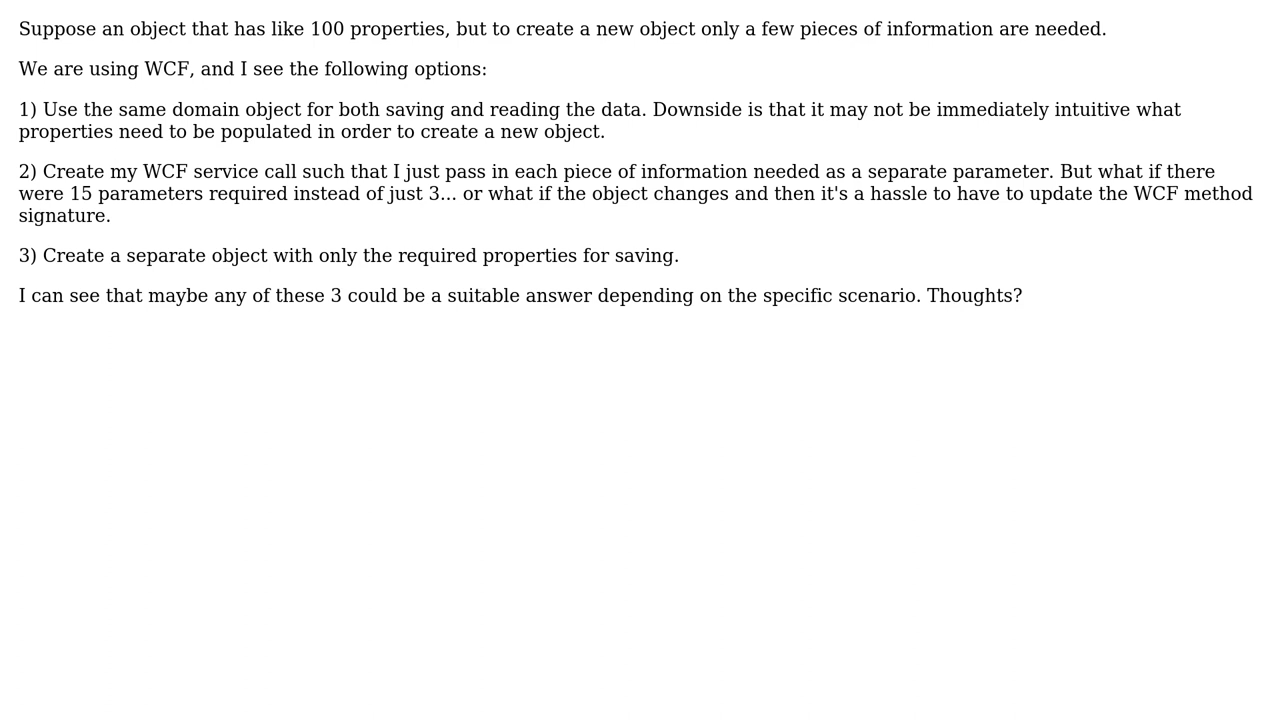 Suppose an object that has like 100 properties, but to create a new object only a few pieces of information are needed.
We are using WCF, and I see the following options:
1) Use the same domain object for both saving and reading the data. Downside is that it may not be immediately intuitive what
properties need to be populated in order to create a new object.
2) Create my WCF service call such that I just pass in each piece of information needed as a separate parameter. But what if there
were 15 parameters required instead of just 3... or what if the object changes and then it's a hassle to have to update the WCF method
signature.
3) Create a separate object with only the required properties for saving.
I can see that maybe any of these 3 could be a suitable answer depending on the specific scenario. Thoughts?